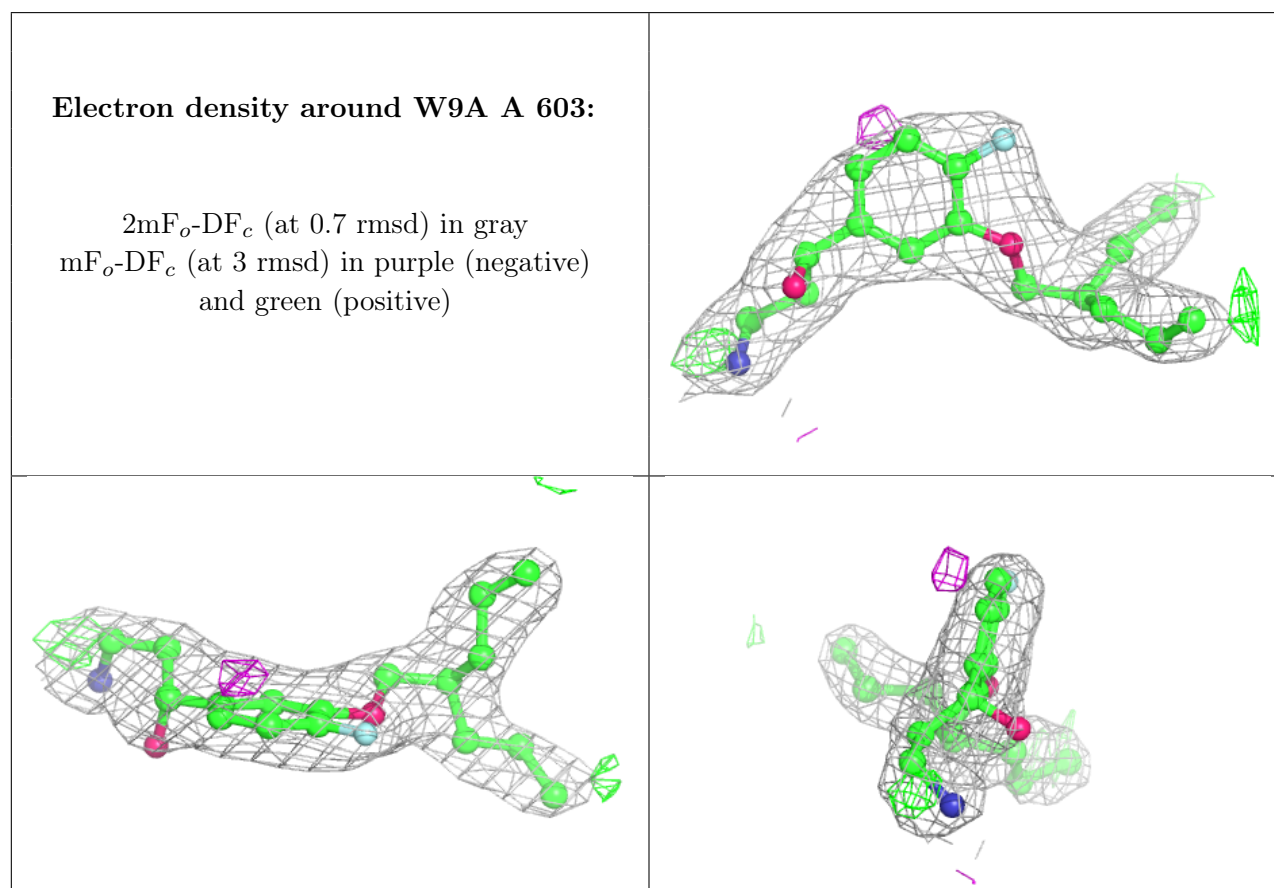 Electron density around W9A A 603:
2mFo-DFc (at 0.7 rmsd) in gray
mFo-DFc (at 3 rmsd) in purple (negative)
and green (positive)